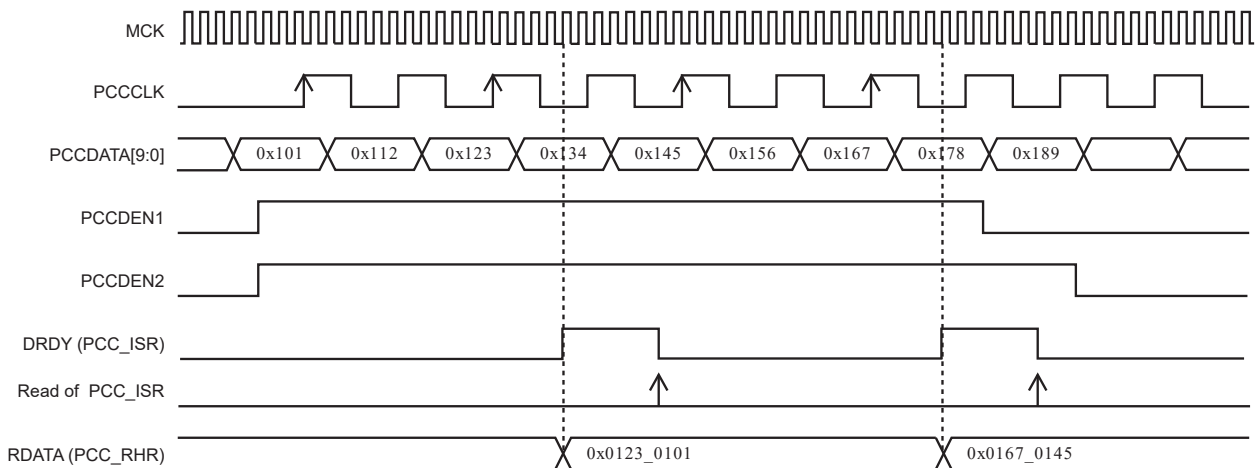 MCK
PCCCLK
PCCDATA[9:0] 0x101 0x112 0x123 0x134 0x145 0x156 0x167 0x178 0x189
PCCDEN1
PCCDEN2
DRDY (PCC_ISR)
Read of PCC_ISR
RDATA (PCC_RHR) 0x0123_0101 0x0167_0145